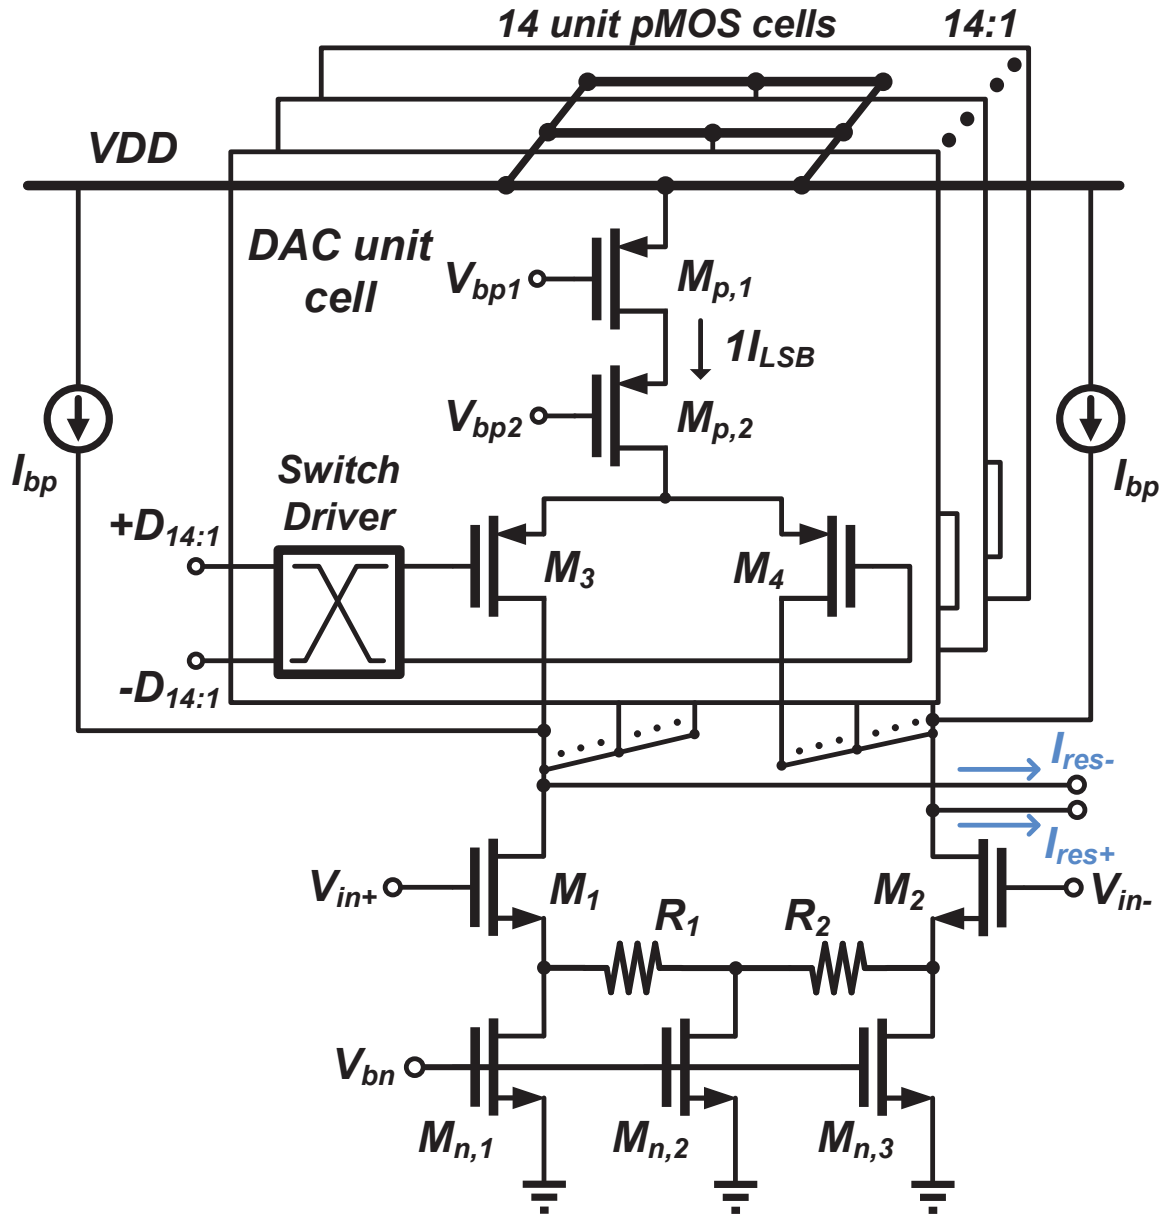 14 unit pMOS cells 14:1
VDD
DAC unit
cell
Vbp1
Mp,1
1ILSB
Vbp2
Mp,2
Ibp
Ibp
Switch
Driver
+D14:1
M3
M4
-D14:1
Ires-
Ires+
Vin+
M1
M2
Vin-
R1
R2
Vbn
Mn,1
Mn,2
Mn,3